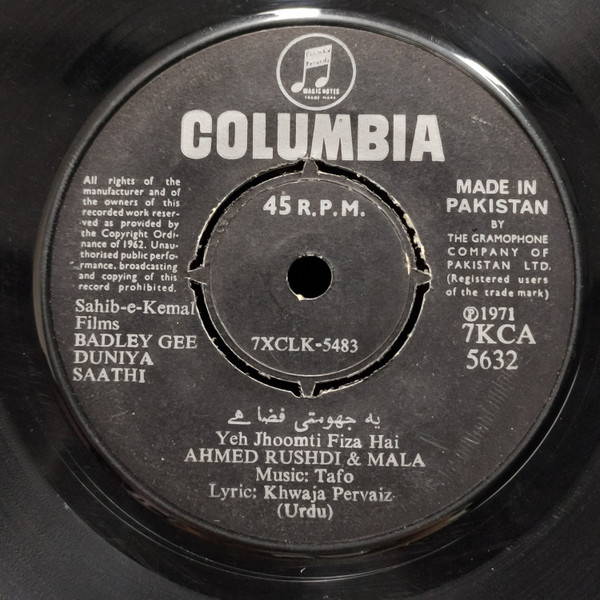 MAGIC NOTES
TRADE MARK
COLUMBIA
All rights of the
manufacturer and of
the owners of this
recorded work reser-
ved as provided by
the Copyright Ordi-
nance of 1962. Unau-
thorised public perfo-
rmance, broadcasting
and copying of this
record prohibited.
Sahib-e-Kemal
Films
BADLEY GEE
DUNIYA
SAATHI
45 R.P.M.
7XCLK-5483
MADE IN
PAKISTAN
BY
THE GRAMOPHONE
COMPANY OF
PAKISTAN LTD.
(Registered users
of the trade mark)
℗1971
7KCA
5632
یہ جھومتی فضا ہے
Yeh Jhoomti Fiza Hai
AHMED RUSHDI & MALA
Music: Tafo
Lyric: Khwaja Pervaiz
(Urdu)